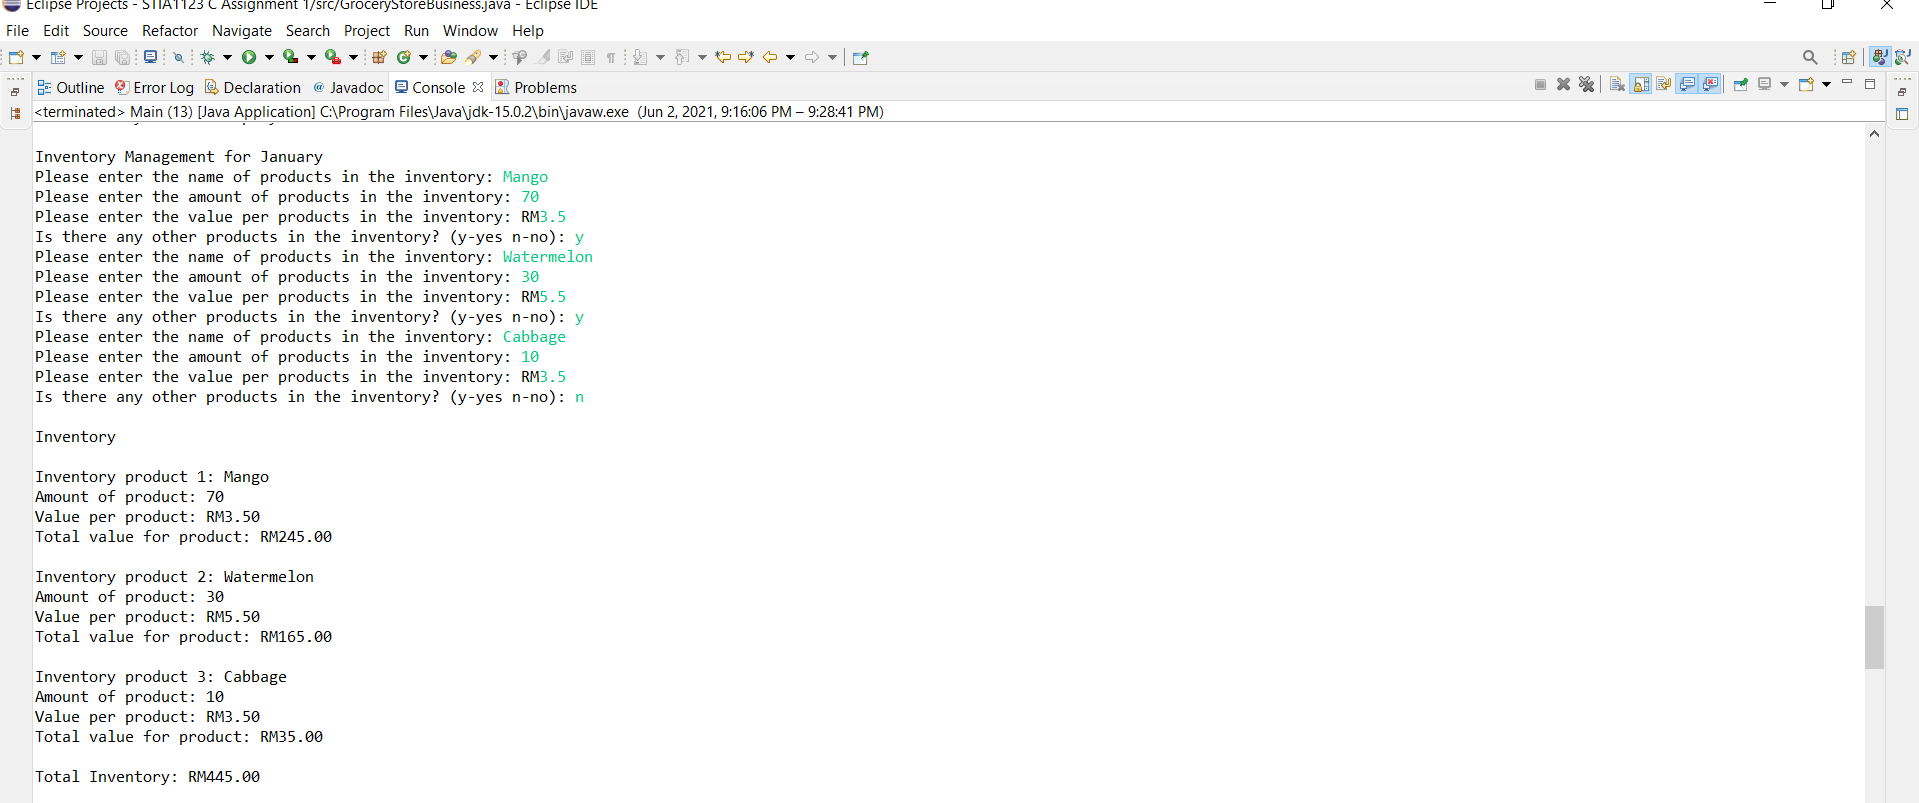 Eclipse Projects - STIA1123 C Assignment 1/src/GroceryStoreBusiness.java - Eclipse IDE
File Edit Source Refactor Navigate Search Project Run Window Help
Outline Error Log Declaration @ Javadoc Console Problems
<terminated> Main (13) [Java Application] C:\Program Files\Java\jdk-15.0.2\bin\javaw.exe (Jun 2, 2021, 9:16:06 PM – 9:28:41 PM)
Inventory Management for January
Please enter the name of products in the inventory: Mango
Please enter the amount of products in the inventory: 70
Please enter the value per products in the inventory: RM3.5
Is there any other products in the inventory? (y-yes n-no): y
Please enter the name of products in the inventory: Watermelon
Please enter the amount of products in the inventory: 30
Please enter the value per products in the inventory: RM5.5
Is there any other products in the inventory? (y-yes n-no): y
Please enter the name of products in the inventory: Cabbage
Please enter the amount of products in the inventory: 10
Please enter the value per products in the inventory: RM3.5
Is there any other products in the inventory? (y-yes n-no): n
Inventory
Inventory product 1: Mango
Amount of product: 70
Value per product: RM3.50
Total value for product: RM245.00
Inventory product 2: Watermelon
Amount of product: 30
Value per product: RM5.50
Total value for product: RM165.00
Inventory product 3: Cabbage
Amount of product: 10
Value per product: RM3.50
Total value for product: RM35.00
Total Inventory: RM445.00